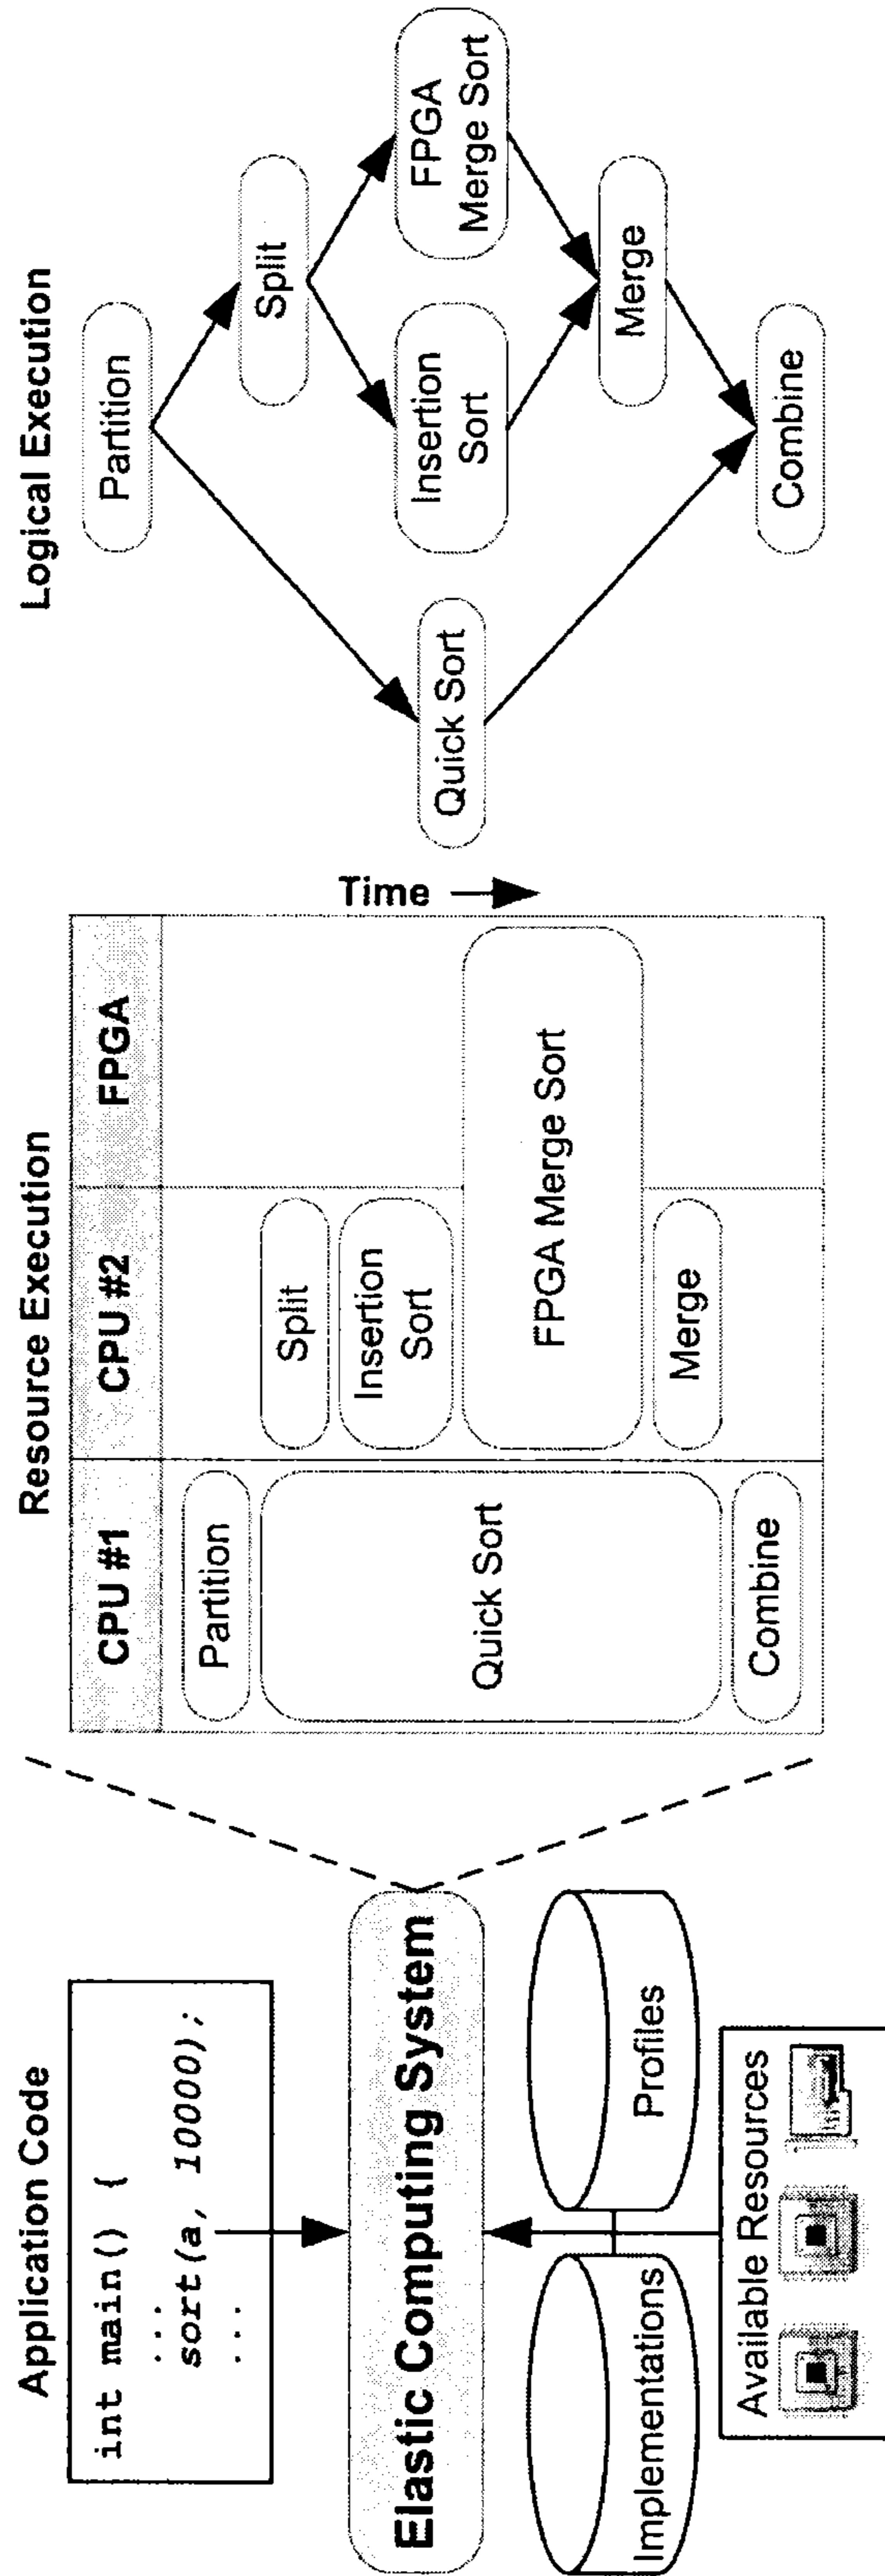 Application Code
int main() {
...
sort(a, 10000);
...
Elastic Computing System
Implementations
Profiles
Available Resources
Resource Execution
CPU #1
CPU #2
FPGA
Partition
Split
Insertion
Sort
Quick Sort
FPGA Merge Sort
Merge
Combine
Time
Logical Execution
Partition
Split
Quick Sort
Insertion
Sort
FPGA
Merge Sort
Merge
Combine